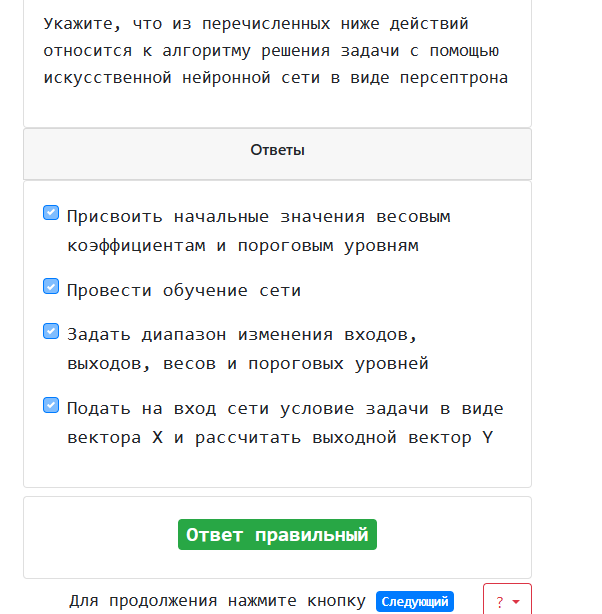 Укажите, что из перечисленных ниже действий
относится к алгоритму решения задачи с помощью
искусственной нейронной сети в виде персептрона
Ответы
Присвоить начальные значения весовым
коэффициентам и пороговым уровням
Провести обучение сети
Задать диапазон изменения входов,
выходов, весов и пороговых уровней
Подать на вход сети условие задачи в виде
вектора X и рассчитать выходной вектор Y
Ответ правильный
Для продолжения нажмите кнопку Следующий ?